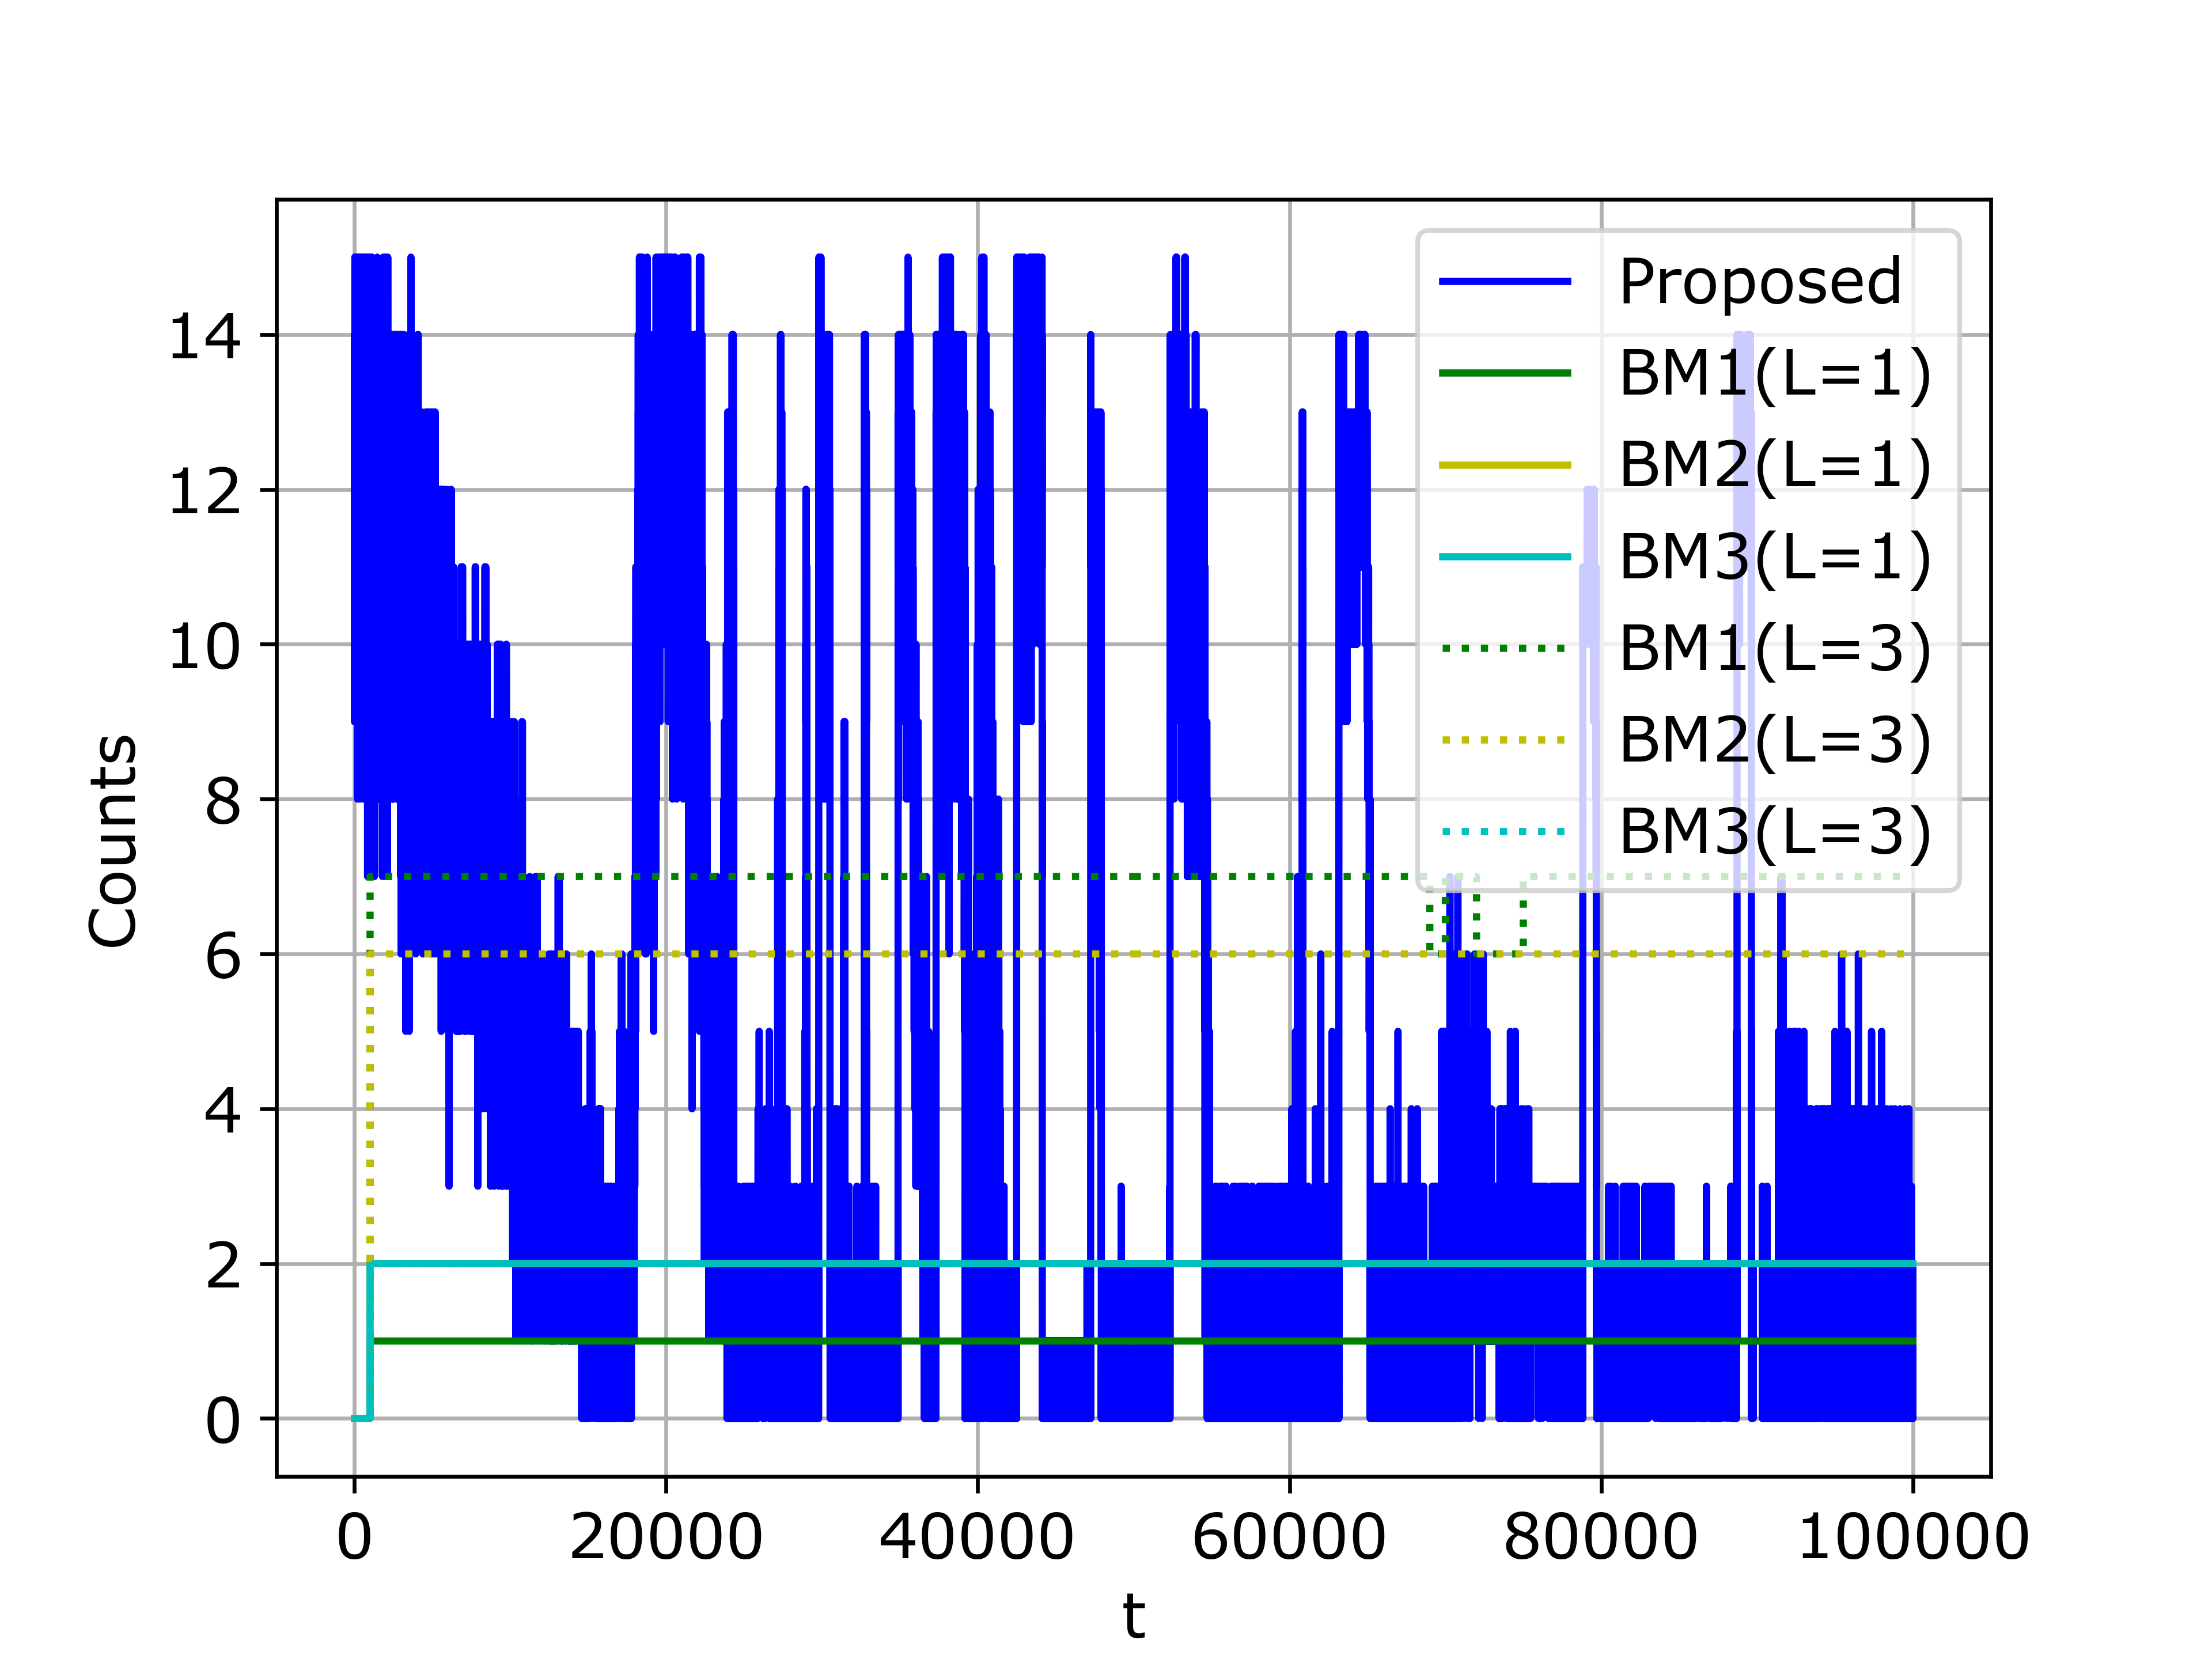 Counts
14
12
10
8
6
4
2
0
0 20000 40000 60000 80000 100000
t
Proposed
BM1(L=1)
BM2(L=1)
BM3(L=1)
BM1(L=3)
BM2(L=3)
BM3(L=3)